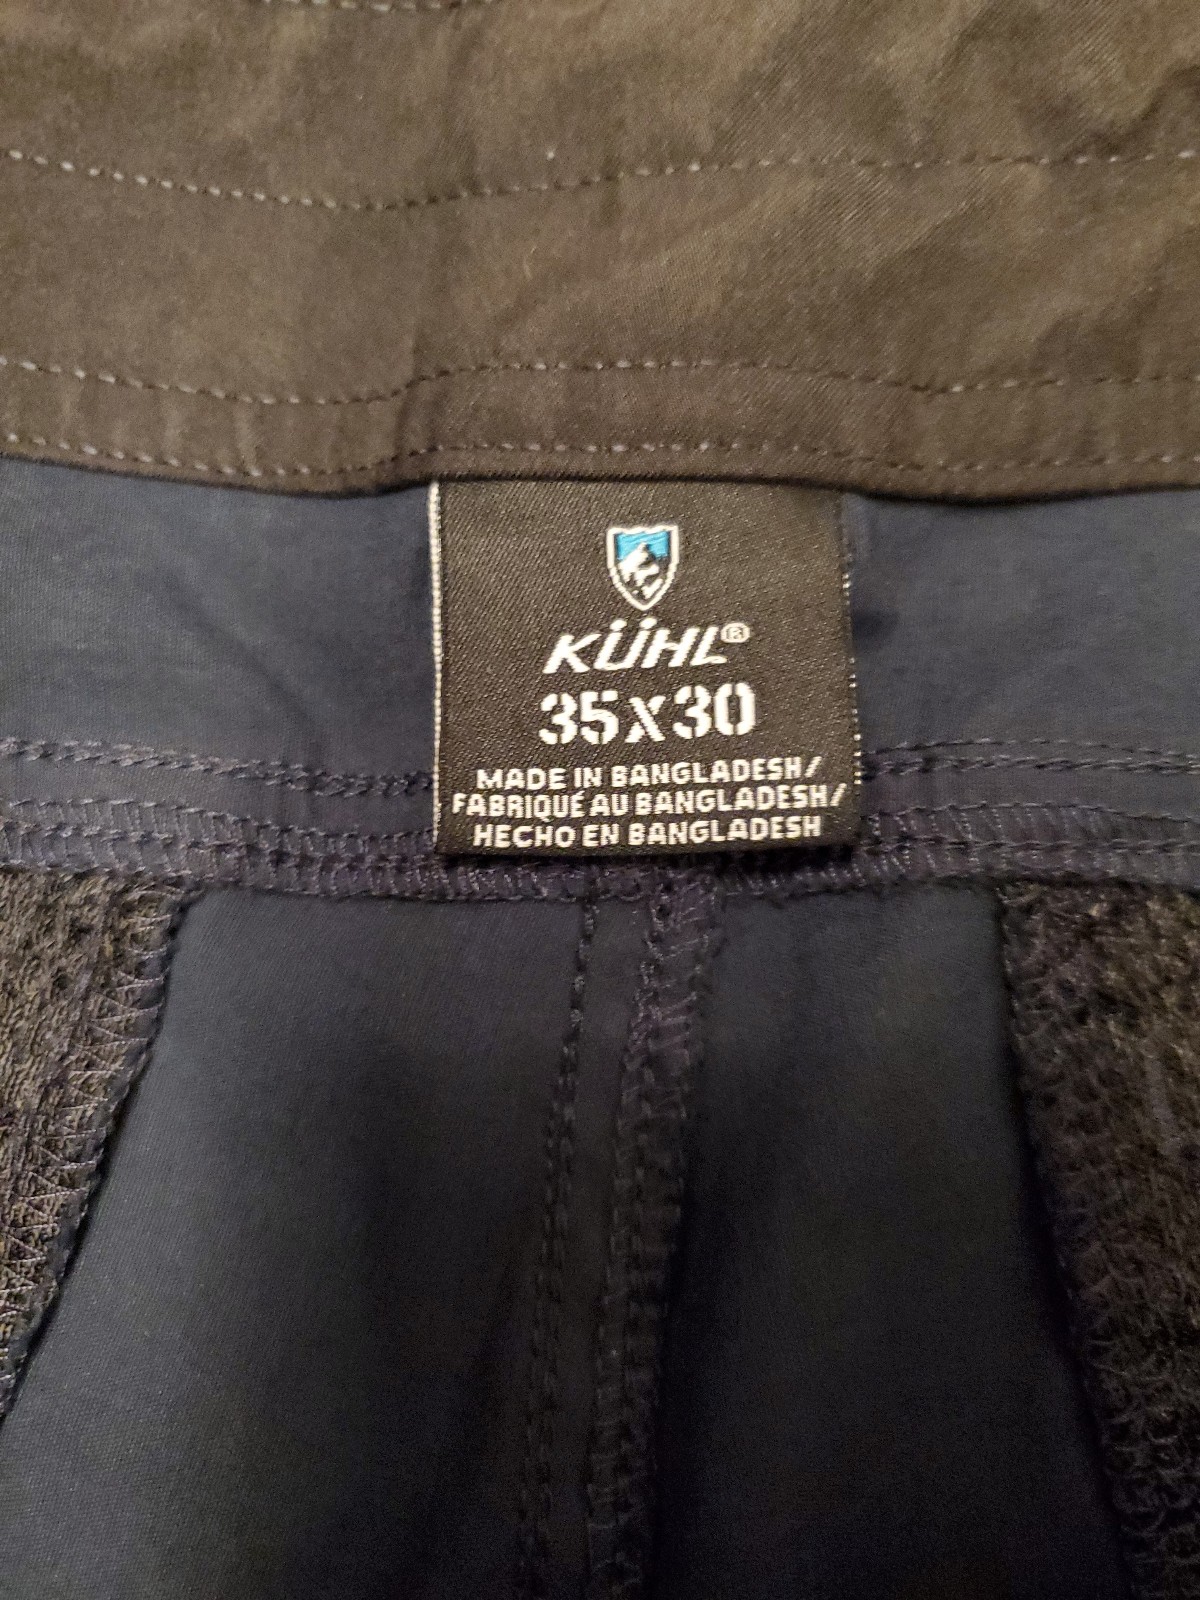 KÜHL®
35X30
MADE IN BANGLADESH/
FABRIQUÉ AU BANGLADESH/
HECHO EN BANGLADESH